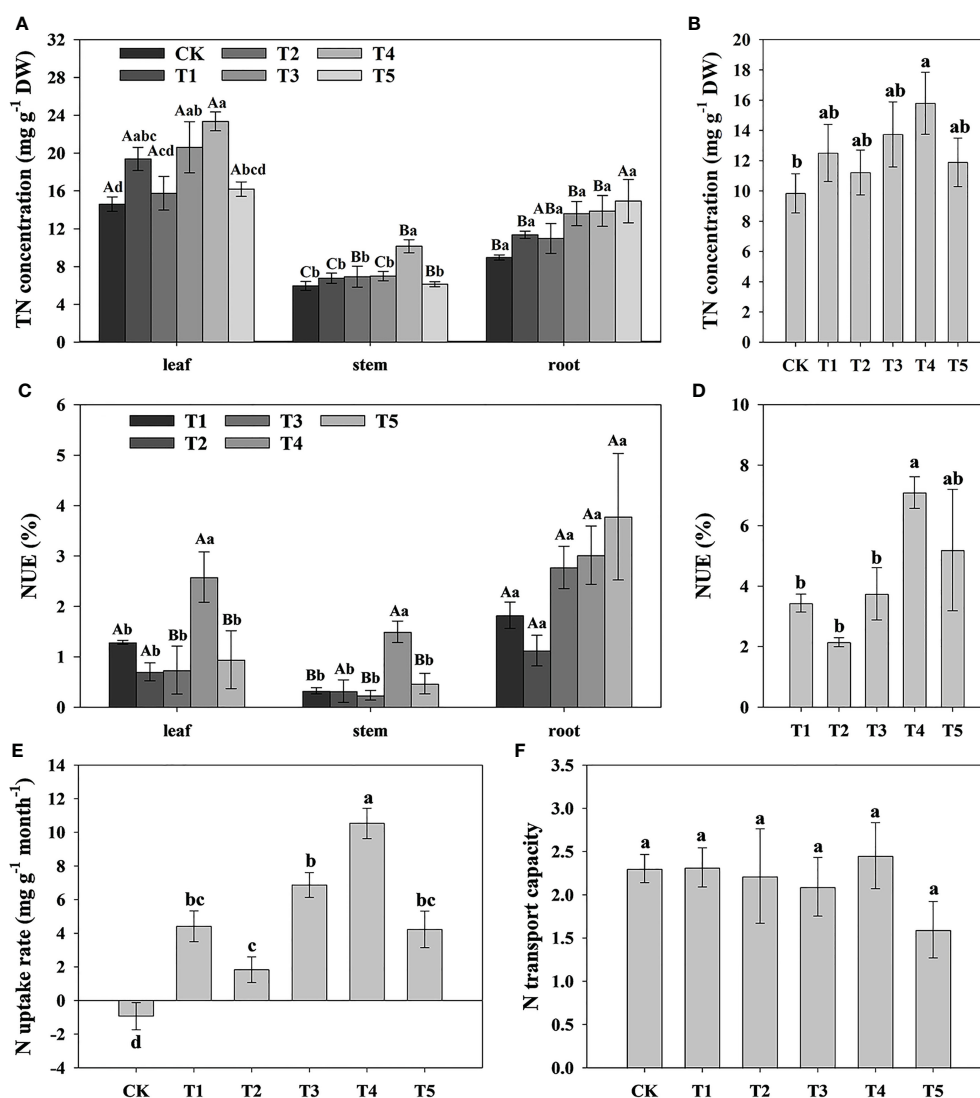 A
TN concentration (mg g-1 DW)
32
28
24
20
16
12
8
4
0
CK T2 T4
T1 T3 T5
Ad Aabc Acd Aab Aa Abcd
Cb Cb Bb Cb Ba Bb
Ba Ba ABa Ba Ba Aa
leaf stem root
B
TN concentration (mg g-1 DW)
20
18
16
14
12
10
8
6
4
2
0
b ab ab ab a ab
CK T1 T2 T3 T4 T5
C
NUE (%)
6
5
4
3
2
1
0
T1 T3 T5
T2 T4
Ab Ab Bb Aa Bb
Bb Ab Bb Aa Bb
Aa Aa Aa Aa Aa
leaf stem root
D
NUE (%)
10
8
6
4
2
0
b b b a ab
T1 T2 T3 T4 T5
E
N uptake rate (mg g-1 month-1)
14
12
10
8
6
4
2
0
-2
-4
d bc c b a bc
CK T1 T2 T3 T4 T5
F
N transport capacity
3.5
3.0
2.5
2.0
1.5
1.0
0.5
0.0
a a a a a a
CK T1 T2 T3 T4 T5